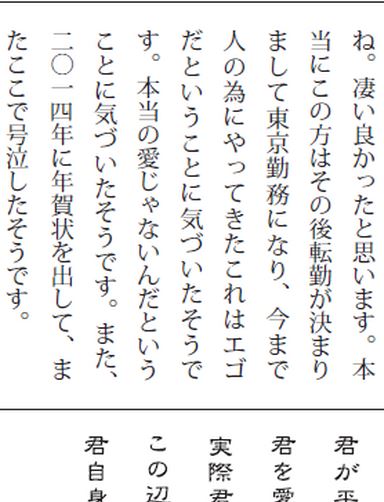 ね。凄い良かったと思います。本
当にこの方はその後転勤が決まり
まして東京勤務になり、今まで
人の為にやってきたこれはエゴ
だということに気づいたそうで
す。本当の愛じゃないんだという
ことに気づいたそうです。また、
二〇一四年に年賀状を出して、ま
たここで号泣したそうです。
君が平
君を愛
実際君
この辺
君自身